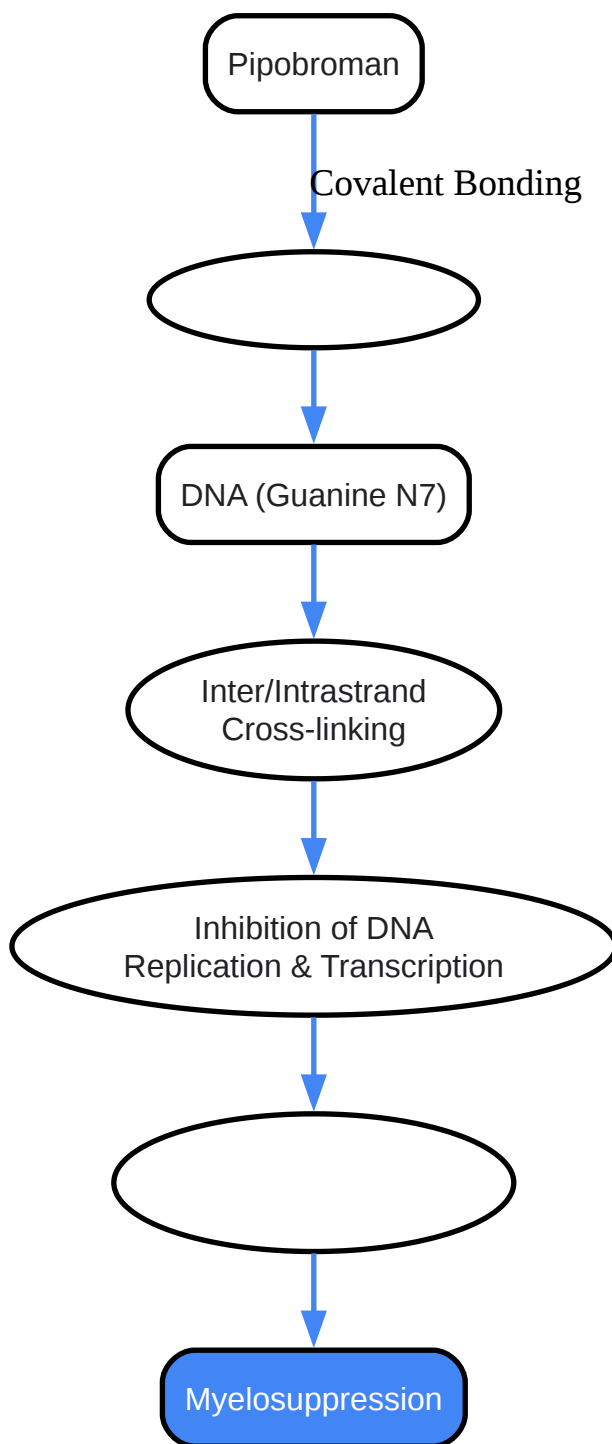 Pipobroman
Covalent Bonding
DNA (Guanine N7)
Inter/Intrastrand
Cross-linking
Inhibition of DNA
Replication & Transcription
Myelosuppression